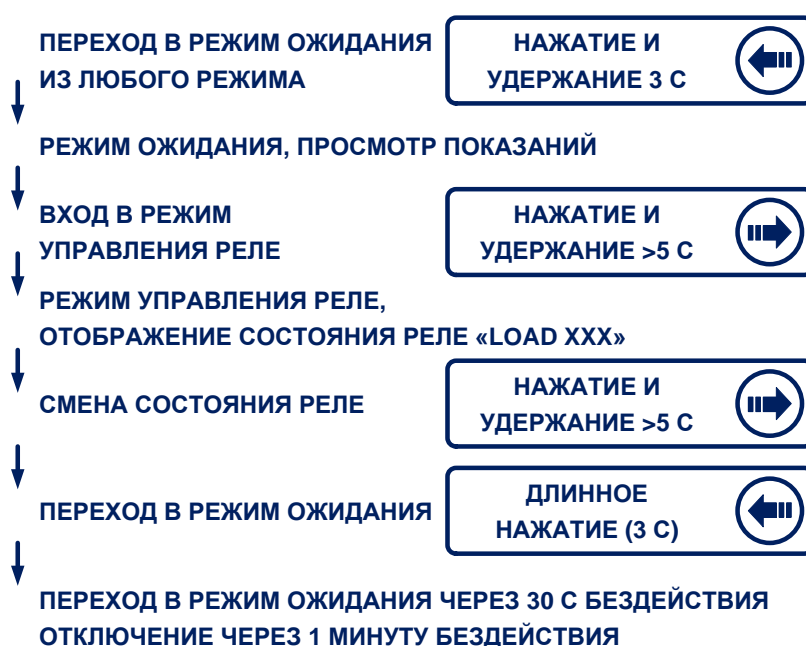 ПЕРЕХОД В РЕЖИМ ОЖИДАНИЯ
ИЗ ЛЮБОГО РЕЖИМА
НАЖАТИЕ И
УДЕРЖАНИЕ 3 С
РЕЖИМ ОЖИДАНИЯ, ПРОСМОТР ПОКАЗАНИЙ
ВХОД В РЕЖИМ
УПРАВЛЕНИЯ РЕЛЕ
НАЖАТИЕ И
УДЕРЖАНИЕ >5 С
РЕЖИМ УПРАВЛЕНИЯ РЕЛЕ,
ОТОБРАЖЕНИЕ СОСТОЯНИЯ РЕЛЕ «LOAD XXX»
СМЕНА СОСТОЯНИЯ РЕЛЕ
НАЖАТИЕ И
УДЕРЖАНИЕ >5 С
ПЕРЕХОД В РЕЖИМ ОЖИДАНИЯ
ДЛИННОЕ
НАЖАТИЕ (3 С)
ПЕРЕХОД В РЕЖИМ ОЖИДАНИЯ ЧЕРЕЗ 30 С БЕЗДЕЙСТВИЯ
ОТКЛЮЧЕНИЕ ЧЕРЕЗ 1 МИНУТУ БЕЗДЕЙСТВИЯ